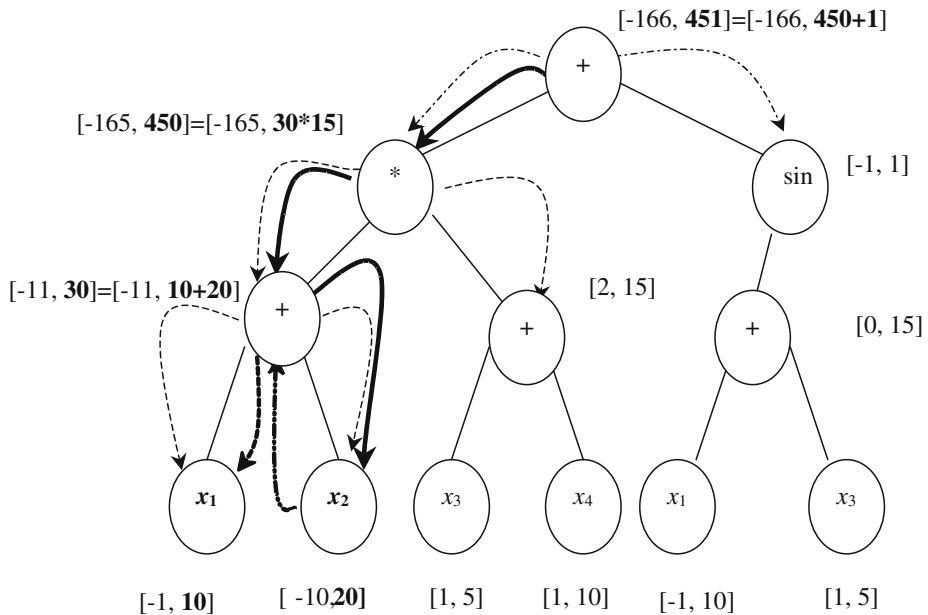 [-166, 451]=[-166, 450+1]
+
[-165, 450]=[-165, 30*15]
*
sin
[-1, 1]
[-11, 30]=[-11, 10+20]
+
[2, 15]
+
+
[0, 15]
x1
x2
x3
x4
x1
x3
[-1, 10]
[ -10,20]
[1, 5]
[1, 10]
[-1, 10]
[1, 5]